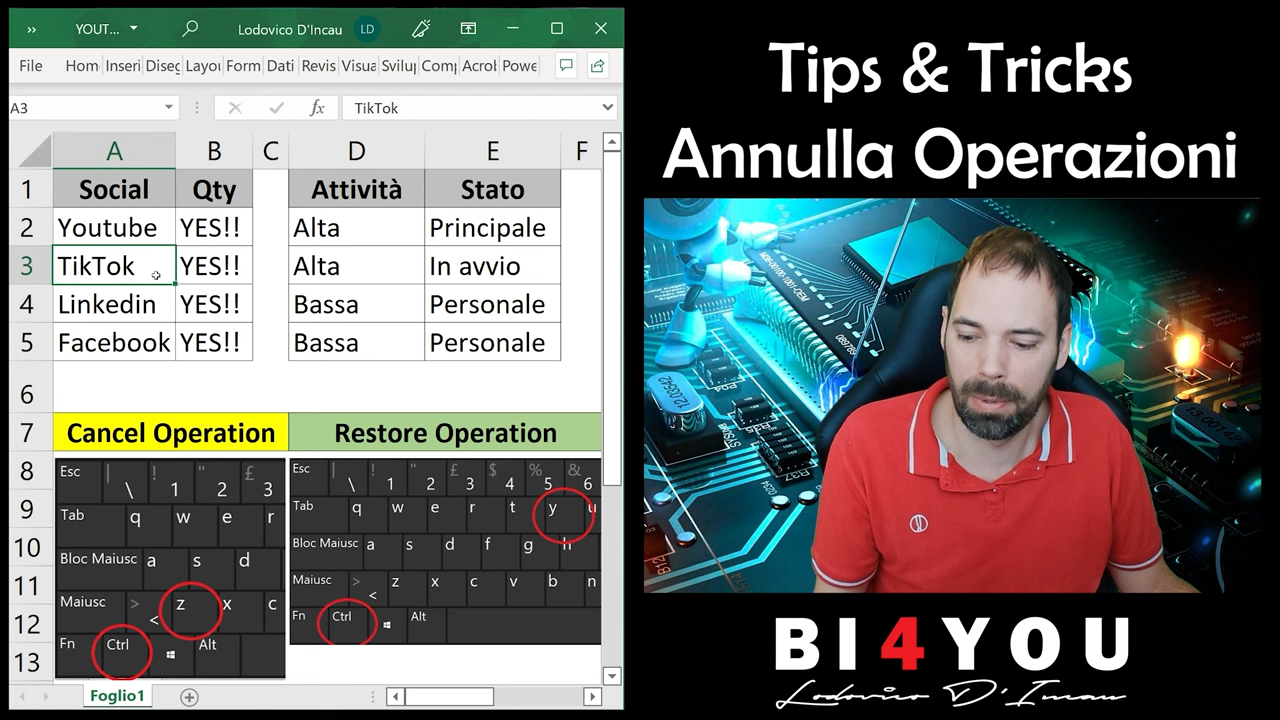 YOUT...
Lodovico D'Incau
LD
File
Hom
Inseri
Diseg
Layou
Form
Dati
Revis
Visua
Svilup
Comp
Acrob
Powe
A3
fx
TikTok
A B C D E F
1 Social Qty Attività Stato
2 Youtube YES!! Alta Principale
3 TikTok YES!! Alta In avvio
4 Linkedin YES!! Bassa Personale
5 Facebook YES!! Bassa Personale
6
7 Cancel Operation Restore Operation
8
9
10
11
12
13
Esc | ! " £
\ 1 2 3
Tab q w e r
Bloc Maiusc a s d
Maiusc > < z x c
Fn Ctrl Alt
Esc | ! " £ $ % &
\ 1 2 3 4 5 6
Tab q w e r t y u
Bloc Maiusc a s d f g h
Maiusc > < z x c v b n
Fn Ctrl Alt
Foglio1
Tips & Tricks
Annulla Operazioni
BI4YOU
Lodovico D'Incau